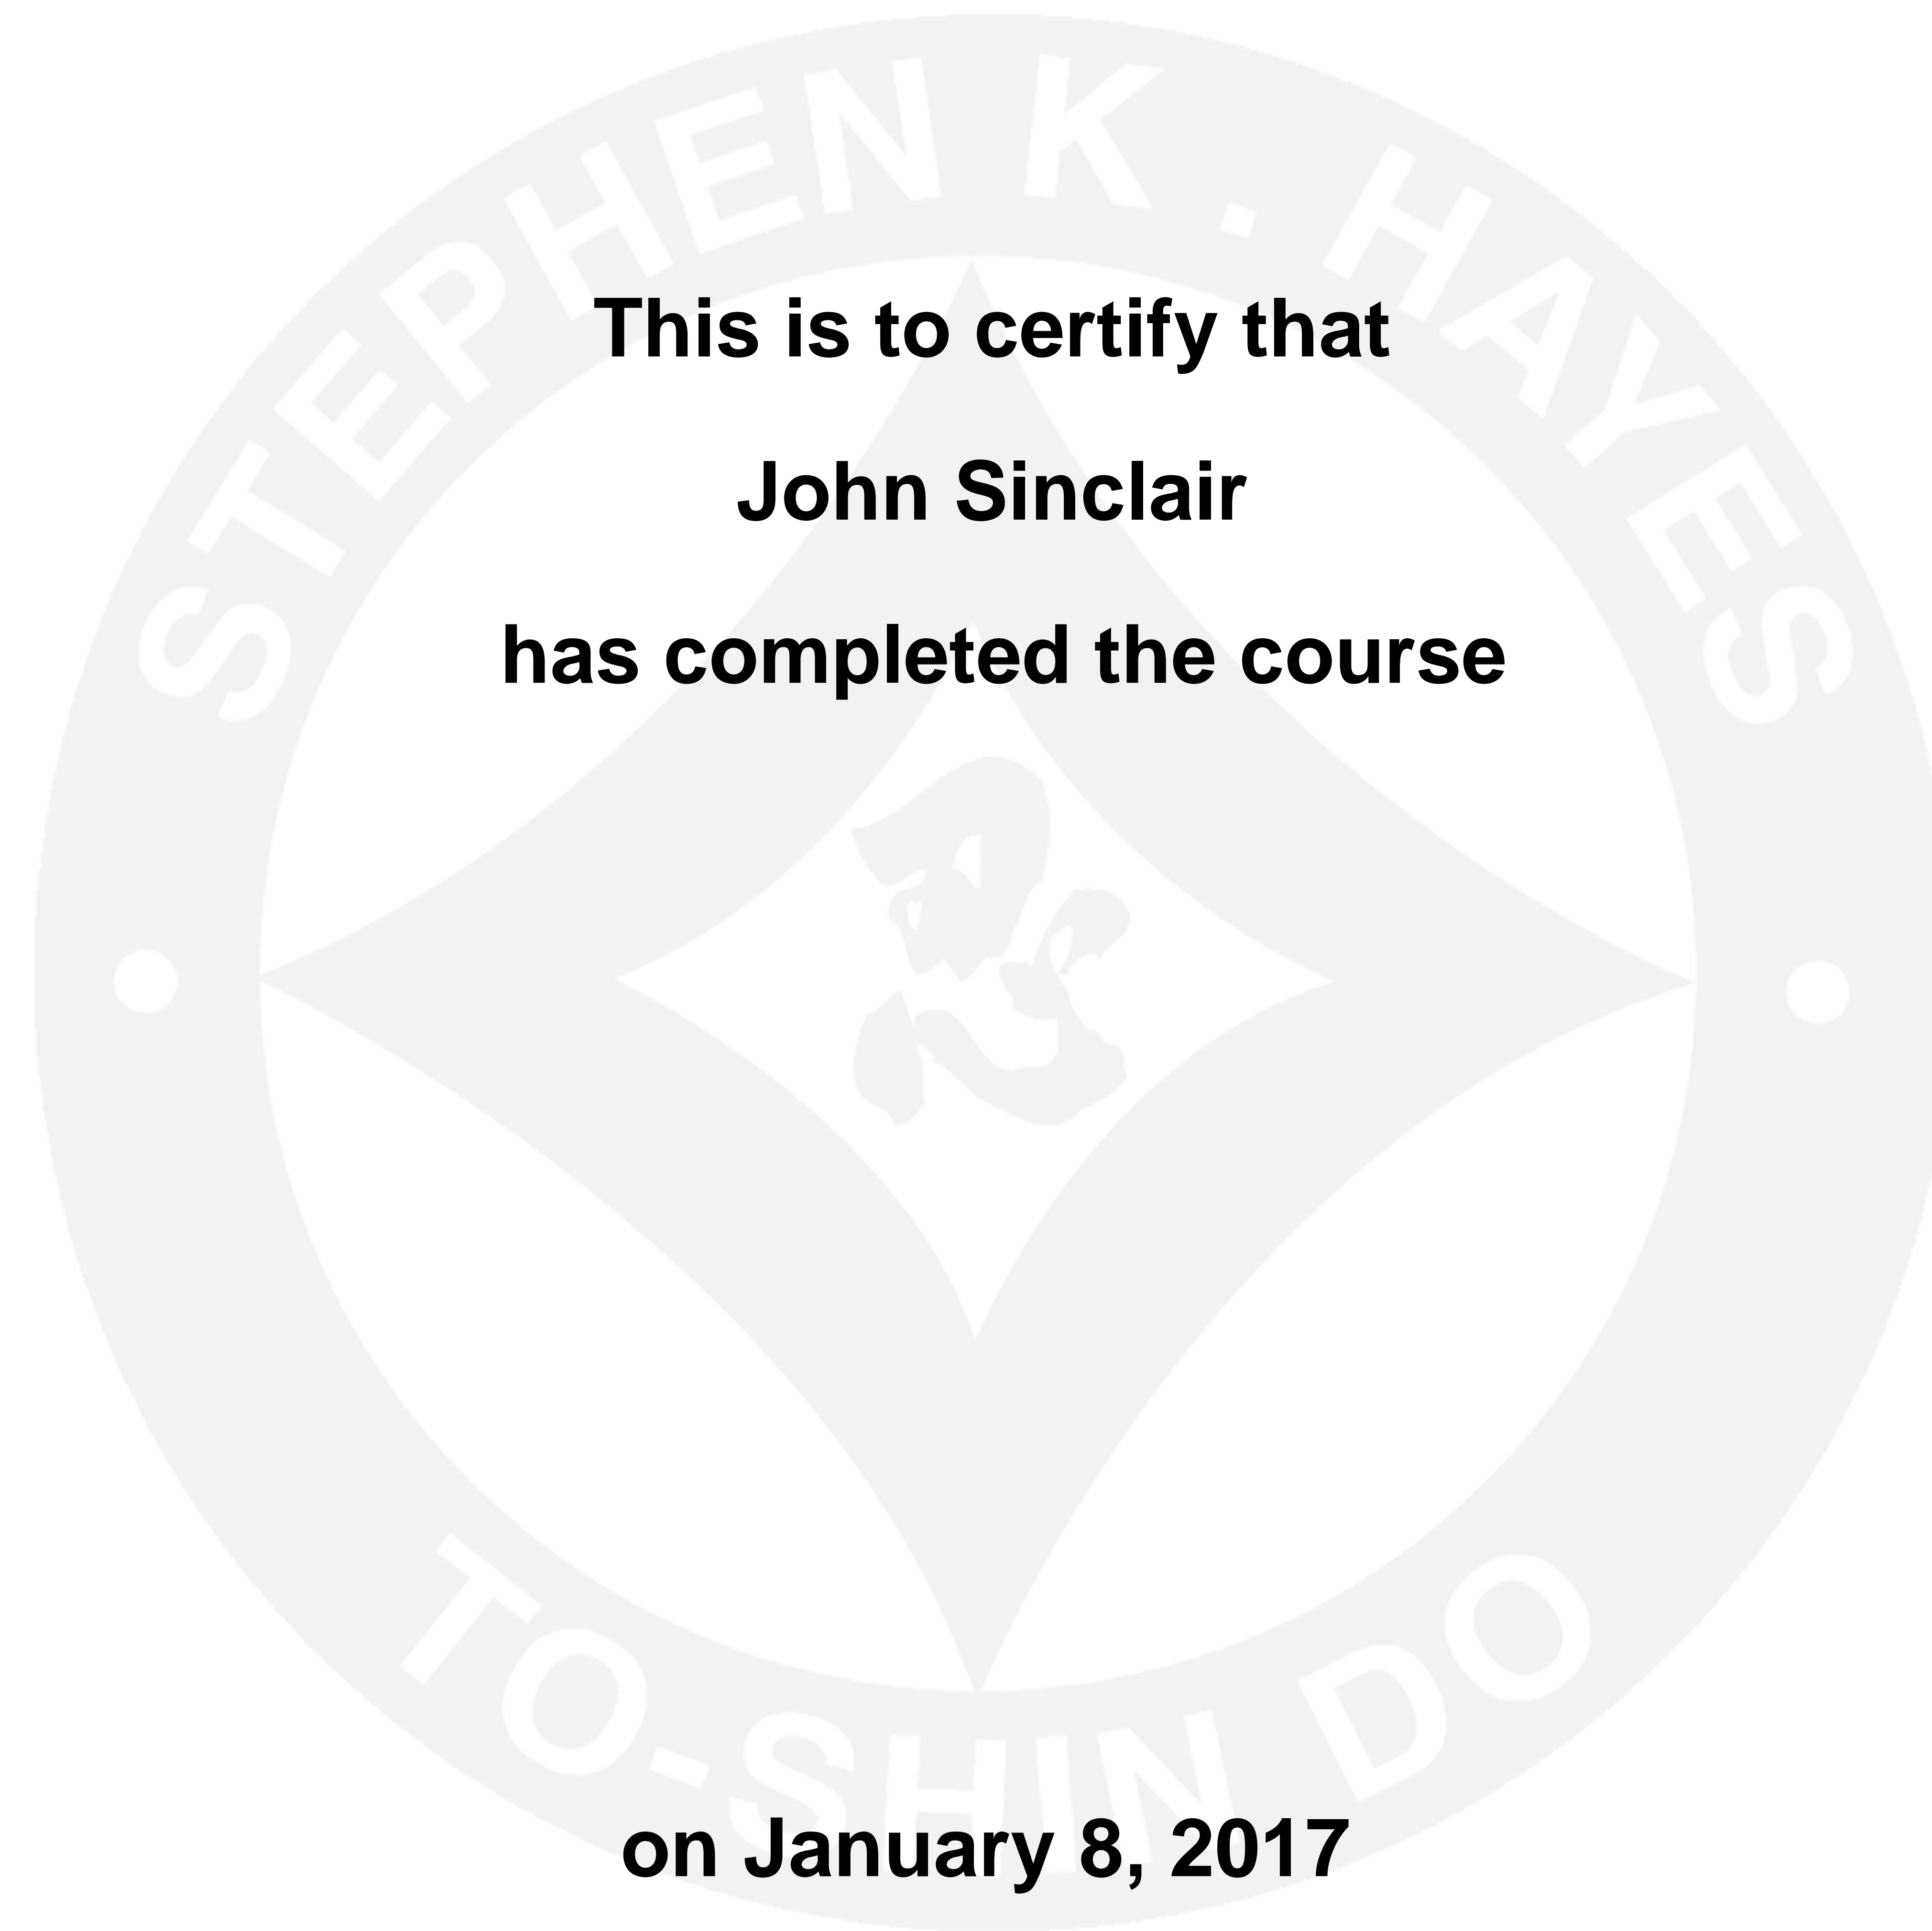 STEPHEN K. HAYES
This is to certify that
John Sinclair
has completed the course
忍
TO-SHIN DO
on January 8, 2017